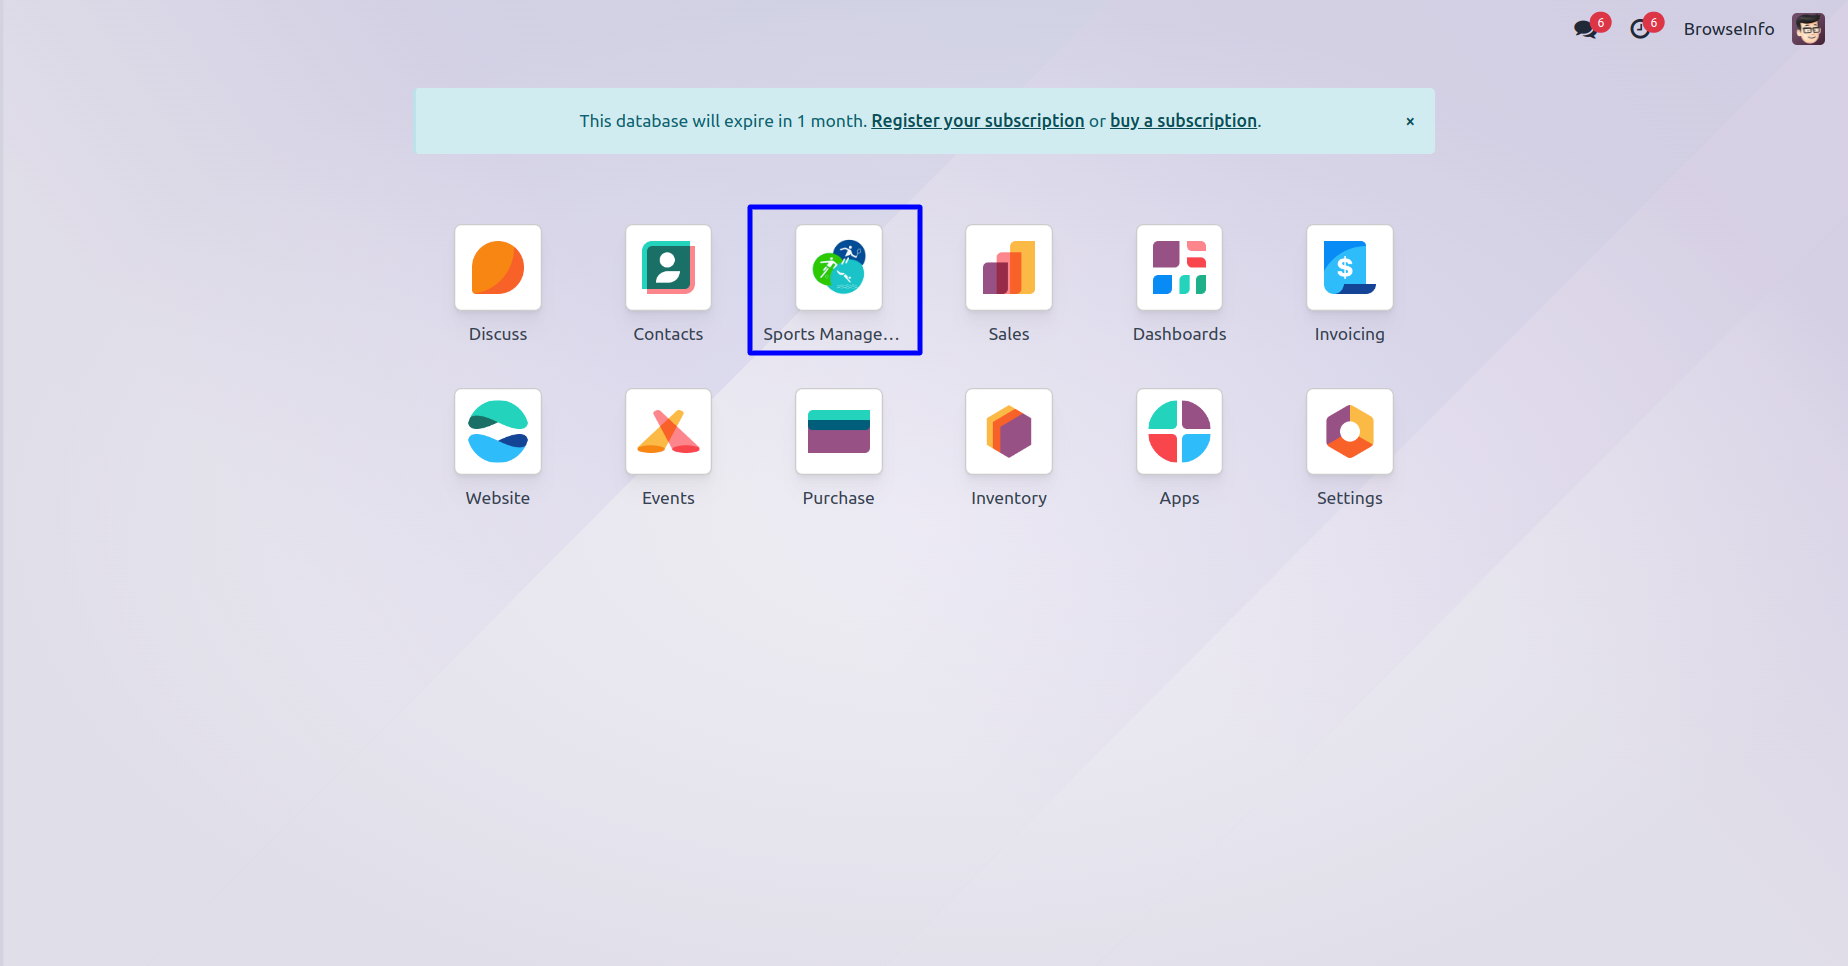 6 6 BrowseInfo
This database will expire in 1 month. Register your subscription or buy a subscription. ×
Discuss Contacts Sports Manage... Sales Dashboards Invoicing
$
Website Events Purchase Inventory Apps Settings